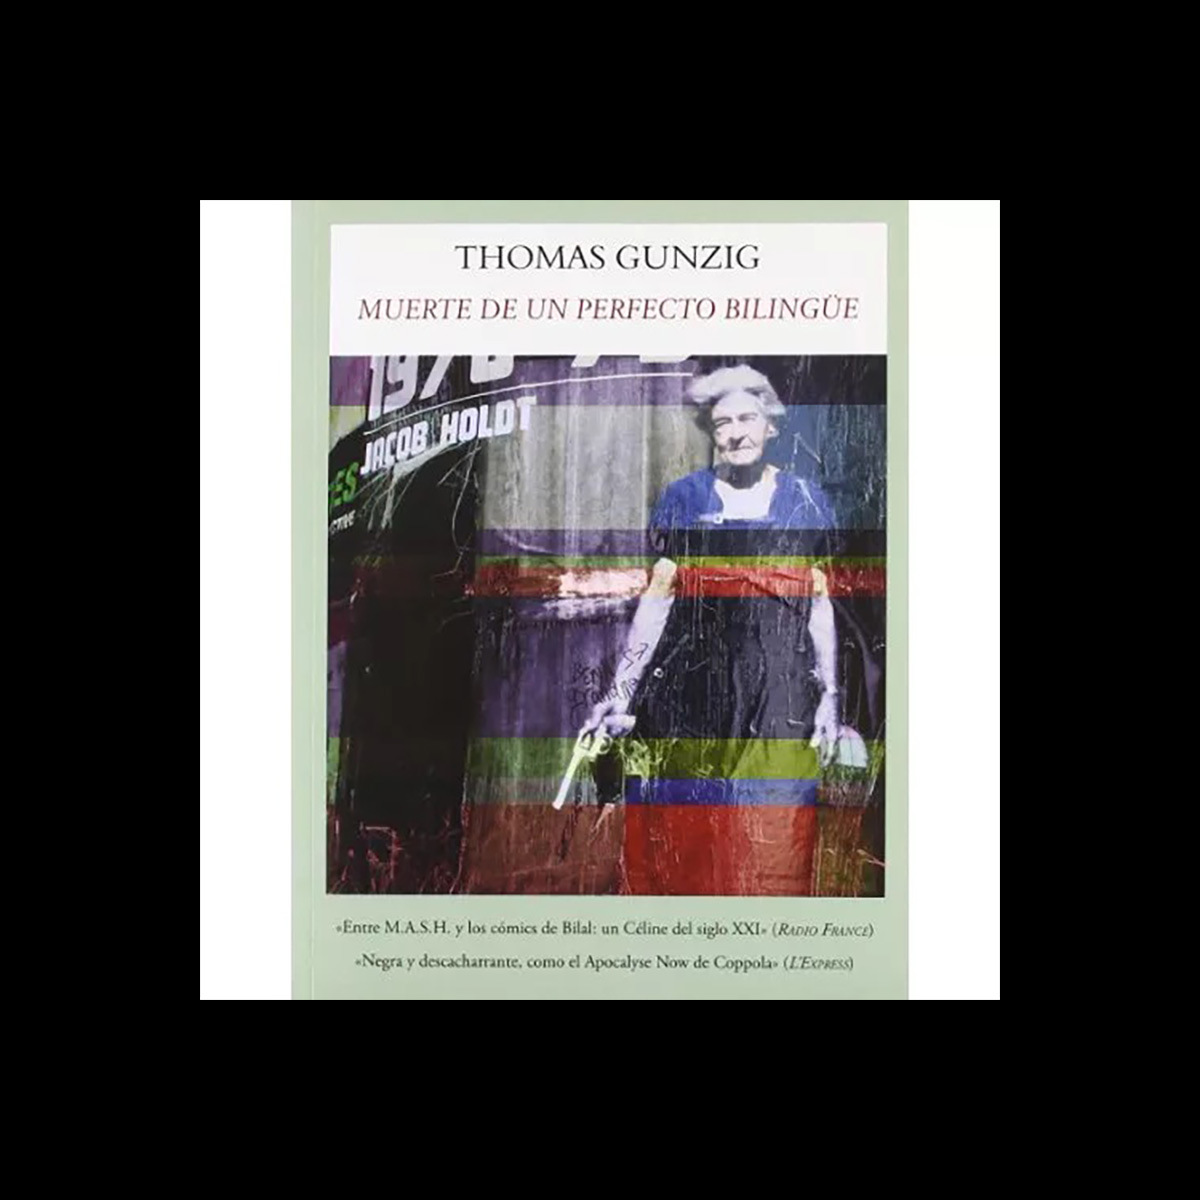 THOMAS GUNZIG
MUERTE DE UN PERFECTO BILINGÜE
JACOB HOLDT
«Entre M.A.S.H. y los cómics de Bilal: un Céline del siglo XXI» (RADIO FRANCE)
«Negra y descacharrante, como el Apocalyse Now de Coppola» (L'EXPRESS)